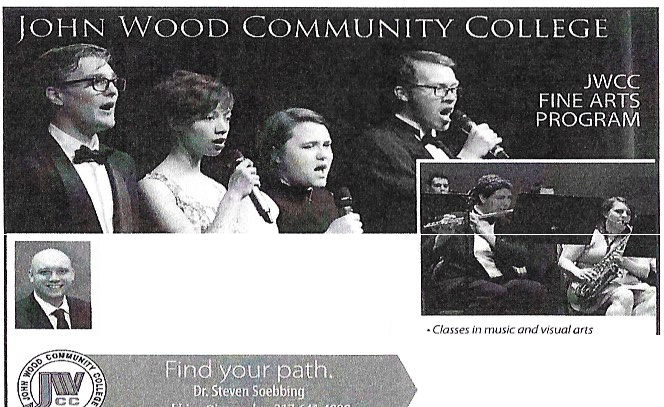 JOHN WOOD COMMUNITY COLLEGE
JWCC
FINE ARTS
PROGRAM
• Classes in music and visual arts
JOHN WOOD COMMUNITY COLLEGE
JW
CC
Find your path.
Dr. Steven Soebbing